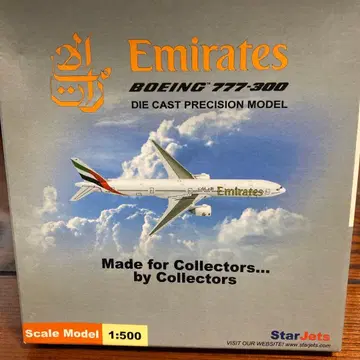 Emirates
BOEING 777-300
DIE CAST PRECISION MODEL
Emirates
Made for Collectors...
by Collectors
Scale Model 1:500
StarJets
VISIT OUR WEBSITE! www.starjets.com